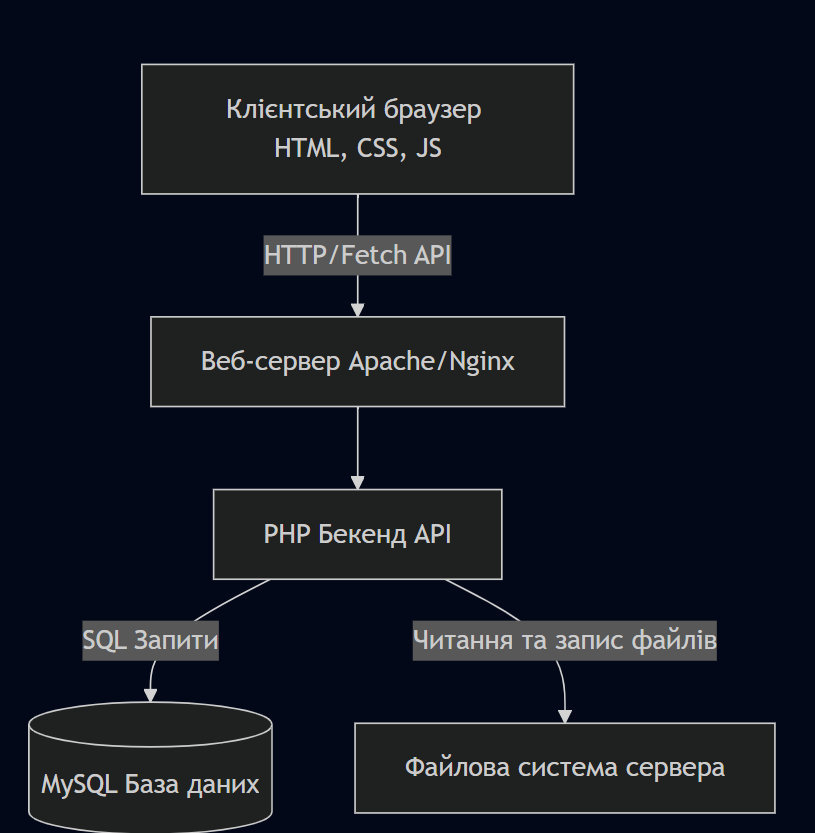 Клієнтський браузер
HTML, CSS, JS
HTTP/Fetch API
Веб-сервер Apache/Nginx
PHP Бекенд API
SQL Запити
Читання та запис файлів
MySQL База даних
Файлова система сервера